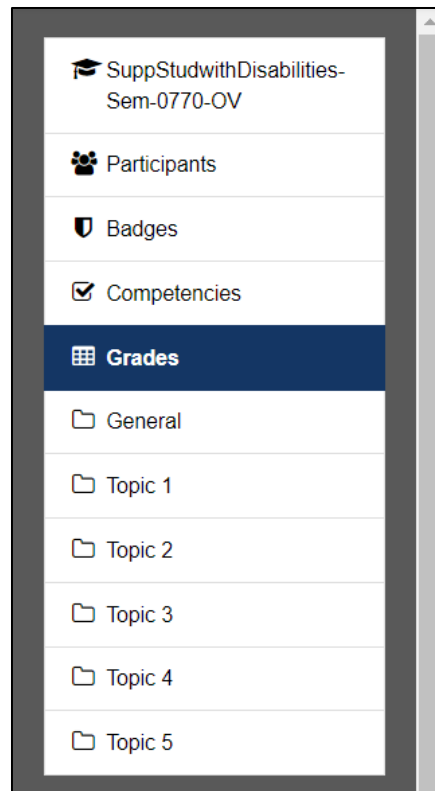 SuppStudwithDisabilities-
Sem-0770-OV
Participants
Badges
Competencies
Grades
General
Topic 1
Topic 2
Topic 3
Topic 4
Topic 5